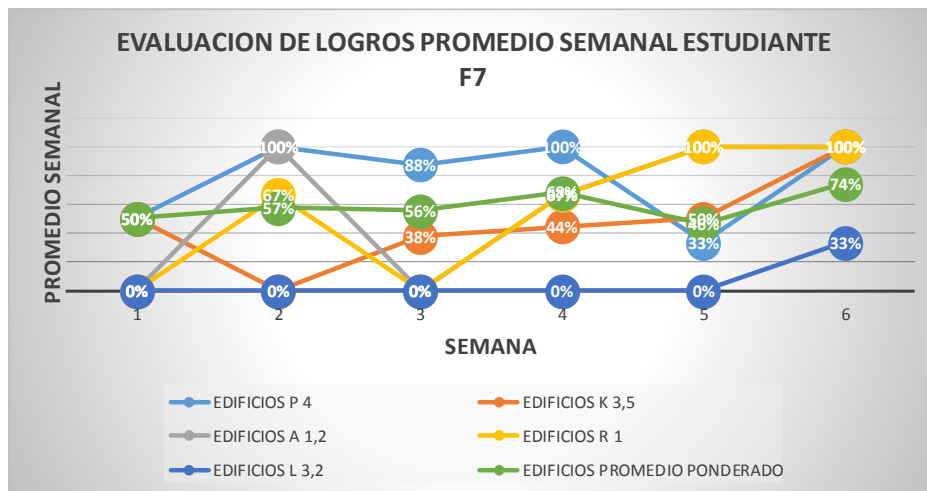 EVALUACION DE LOGROS PROMEDIO SEMANAL ESTUDIANTE
F7
PROMEDIO SEMANAL
100% 100% 100% 100%
88%
74%
67%
57%
56%
50% 50%
46%
44%
38%
33% 33%
0% 0% 0% 0% 0%
1 2 3 4 5 6
SEMANA
EDIFICIOS P 4 EDIFICIOS K 3,5
EDIFICIOS A 1,2 EDIFICIOS R 1
EDIFICIOS L 3,2 EDIFICIOS PROMEDIO PONDERADO